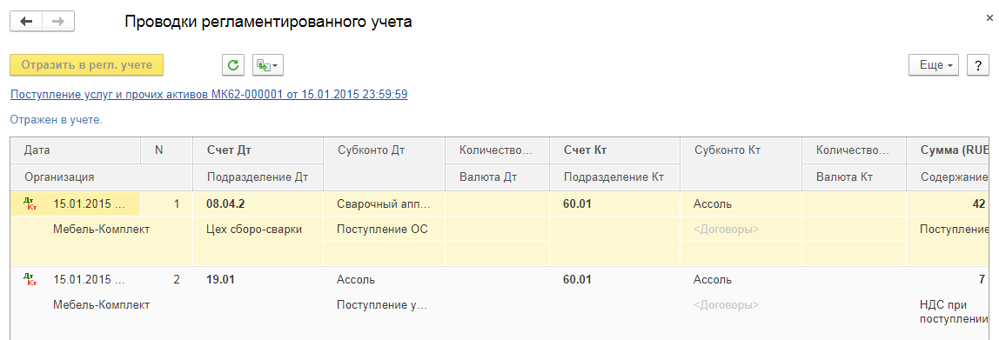 Проводки регламентированного учета
Отразить в регл. учете
Еще
?
Поступление услуг и прочих активов МК62-000001 от 15.01.2015 23:59:59
Отражен в учете.
Дата N Счет Дт Субконто Дт Количество... Счет Кт Субконто Кт Количество... Сумма (RUB
Организация Подразделение Дт Валюта Дт Подразделение Кт Валюта Кт Содержание
Дт Кт 15.01.2015 ... 1 08.04.2 Сварочный апп... 60.01 Ассоль 42
Мебель-Комплект Цех сборо-сварки Поступление ОС <Договоры> Поступление
Дт Кт 15.01.2015 ... 2 19.01 Ассоль 60.01 Ассоль 7
Мебель-Комплект Поступление у... <Договоры> НДС при
поступлении